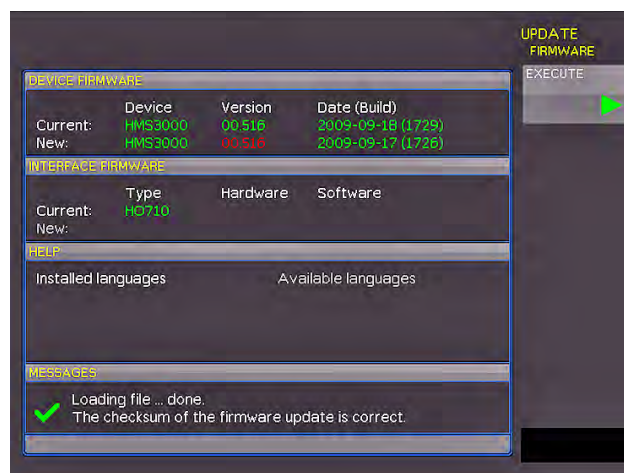 UPDATE
FIRMWARE
EXECUTE
DEVICE FIRMWARE
Device Version Date (Build)
Current: HMS3000 00.516 2009-09-18 (1729)
New: HMS3000 00.516 2009-09-17 (1726)
INTERFACE FIRMWARE
Type Hardware Software
Current: HO710
New:
HELP
Installed languages Available languages
MESSAGES
Loading file ... done.
The checksum of the firmware update is correct.